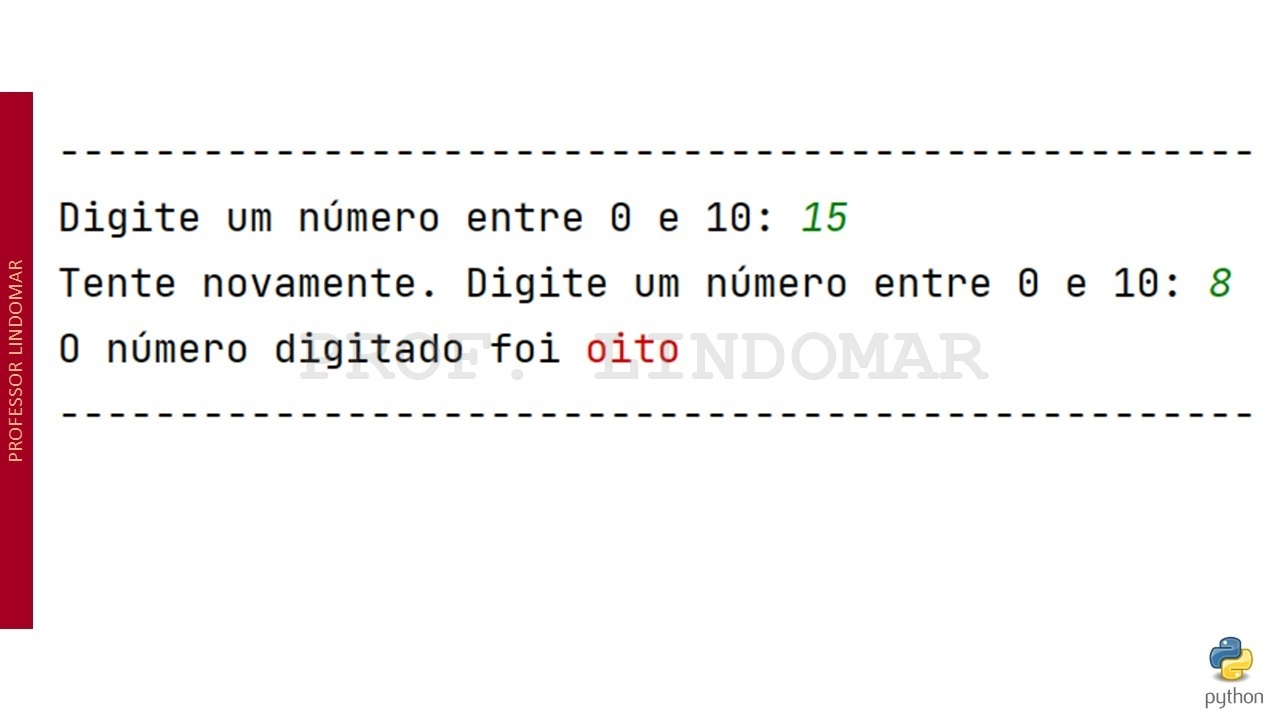 PROFESSOR LINDOMAR
--------------------------------------------------
Digite um número entre 0 e 10: 15
Tente novamente. Digite um número entre 0 e 10: 8
O número digitado foi oito
PROF. LINDOMAR
--------------------------------------------------
python